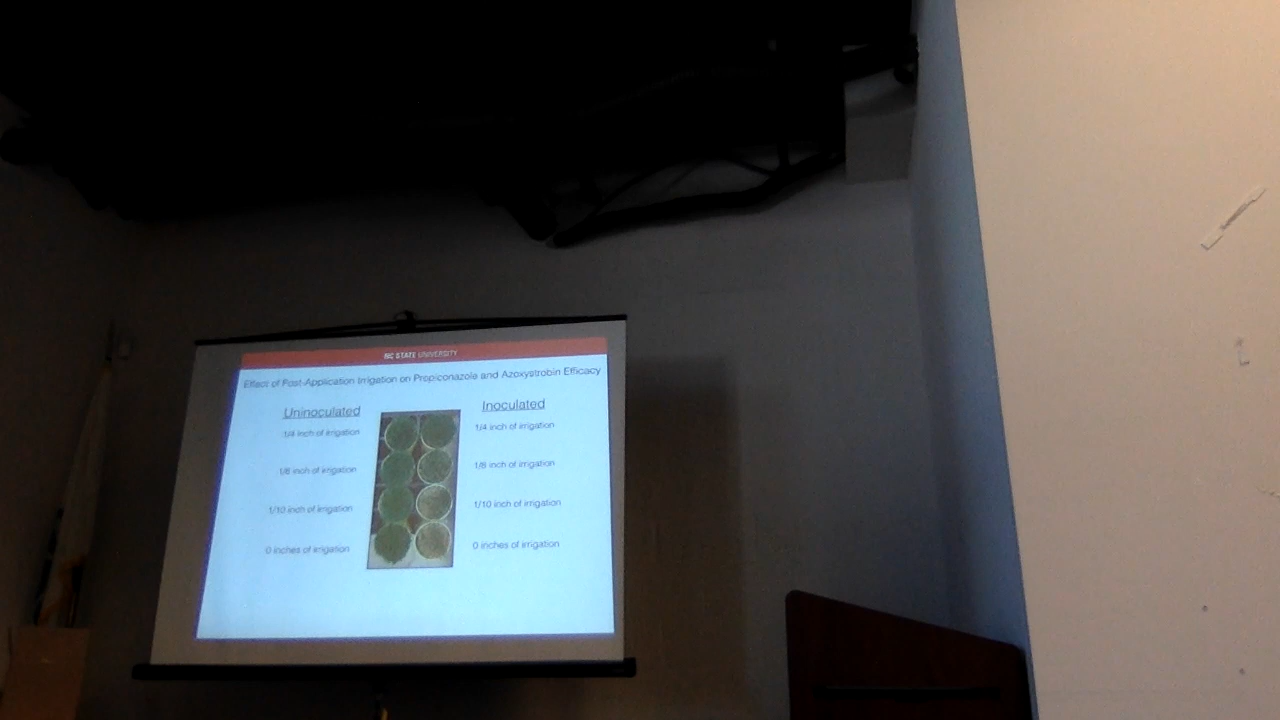 NC STATE UNIVERSITY
Effect of Post-Application Irrigation on Propiconazole and Azoxystrobin Efficacy
Uninoculated
Inoculated
1/4 inch of irrigation
1/4 inch of irrigation
1/8 inch of irrigation
1/8 inch of irrigation
1/10 inch of irrigation
1/10 inch of irrigation
0 inches of irrigation
0 inches of irrigation